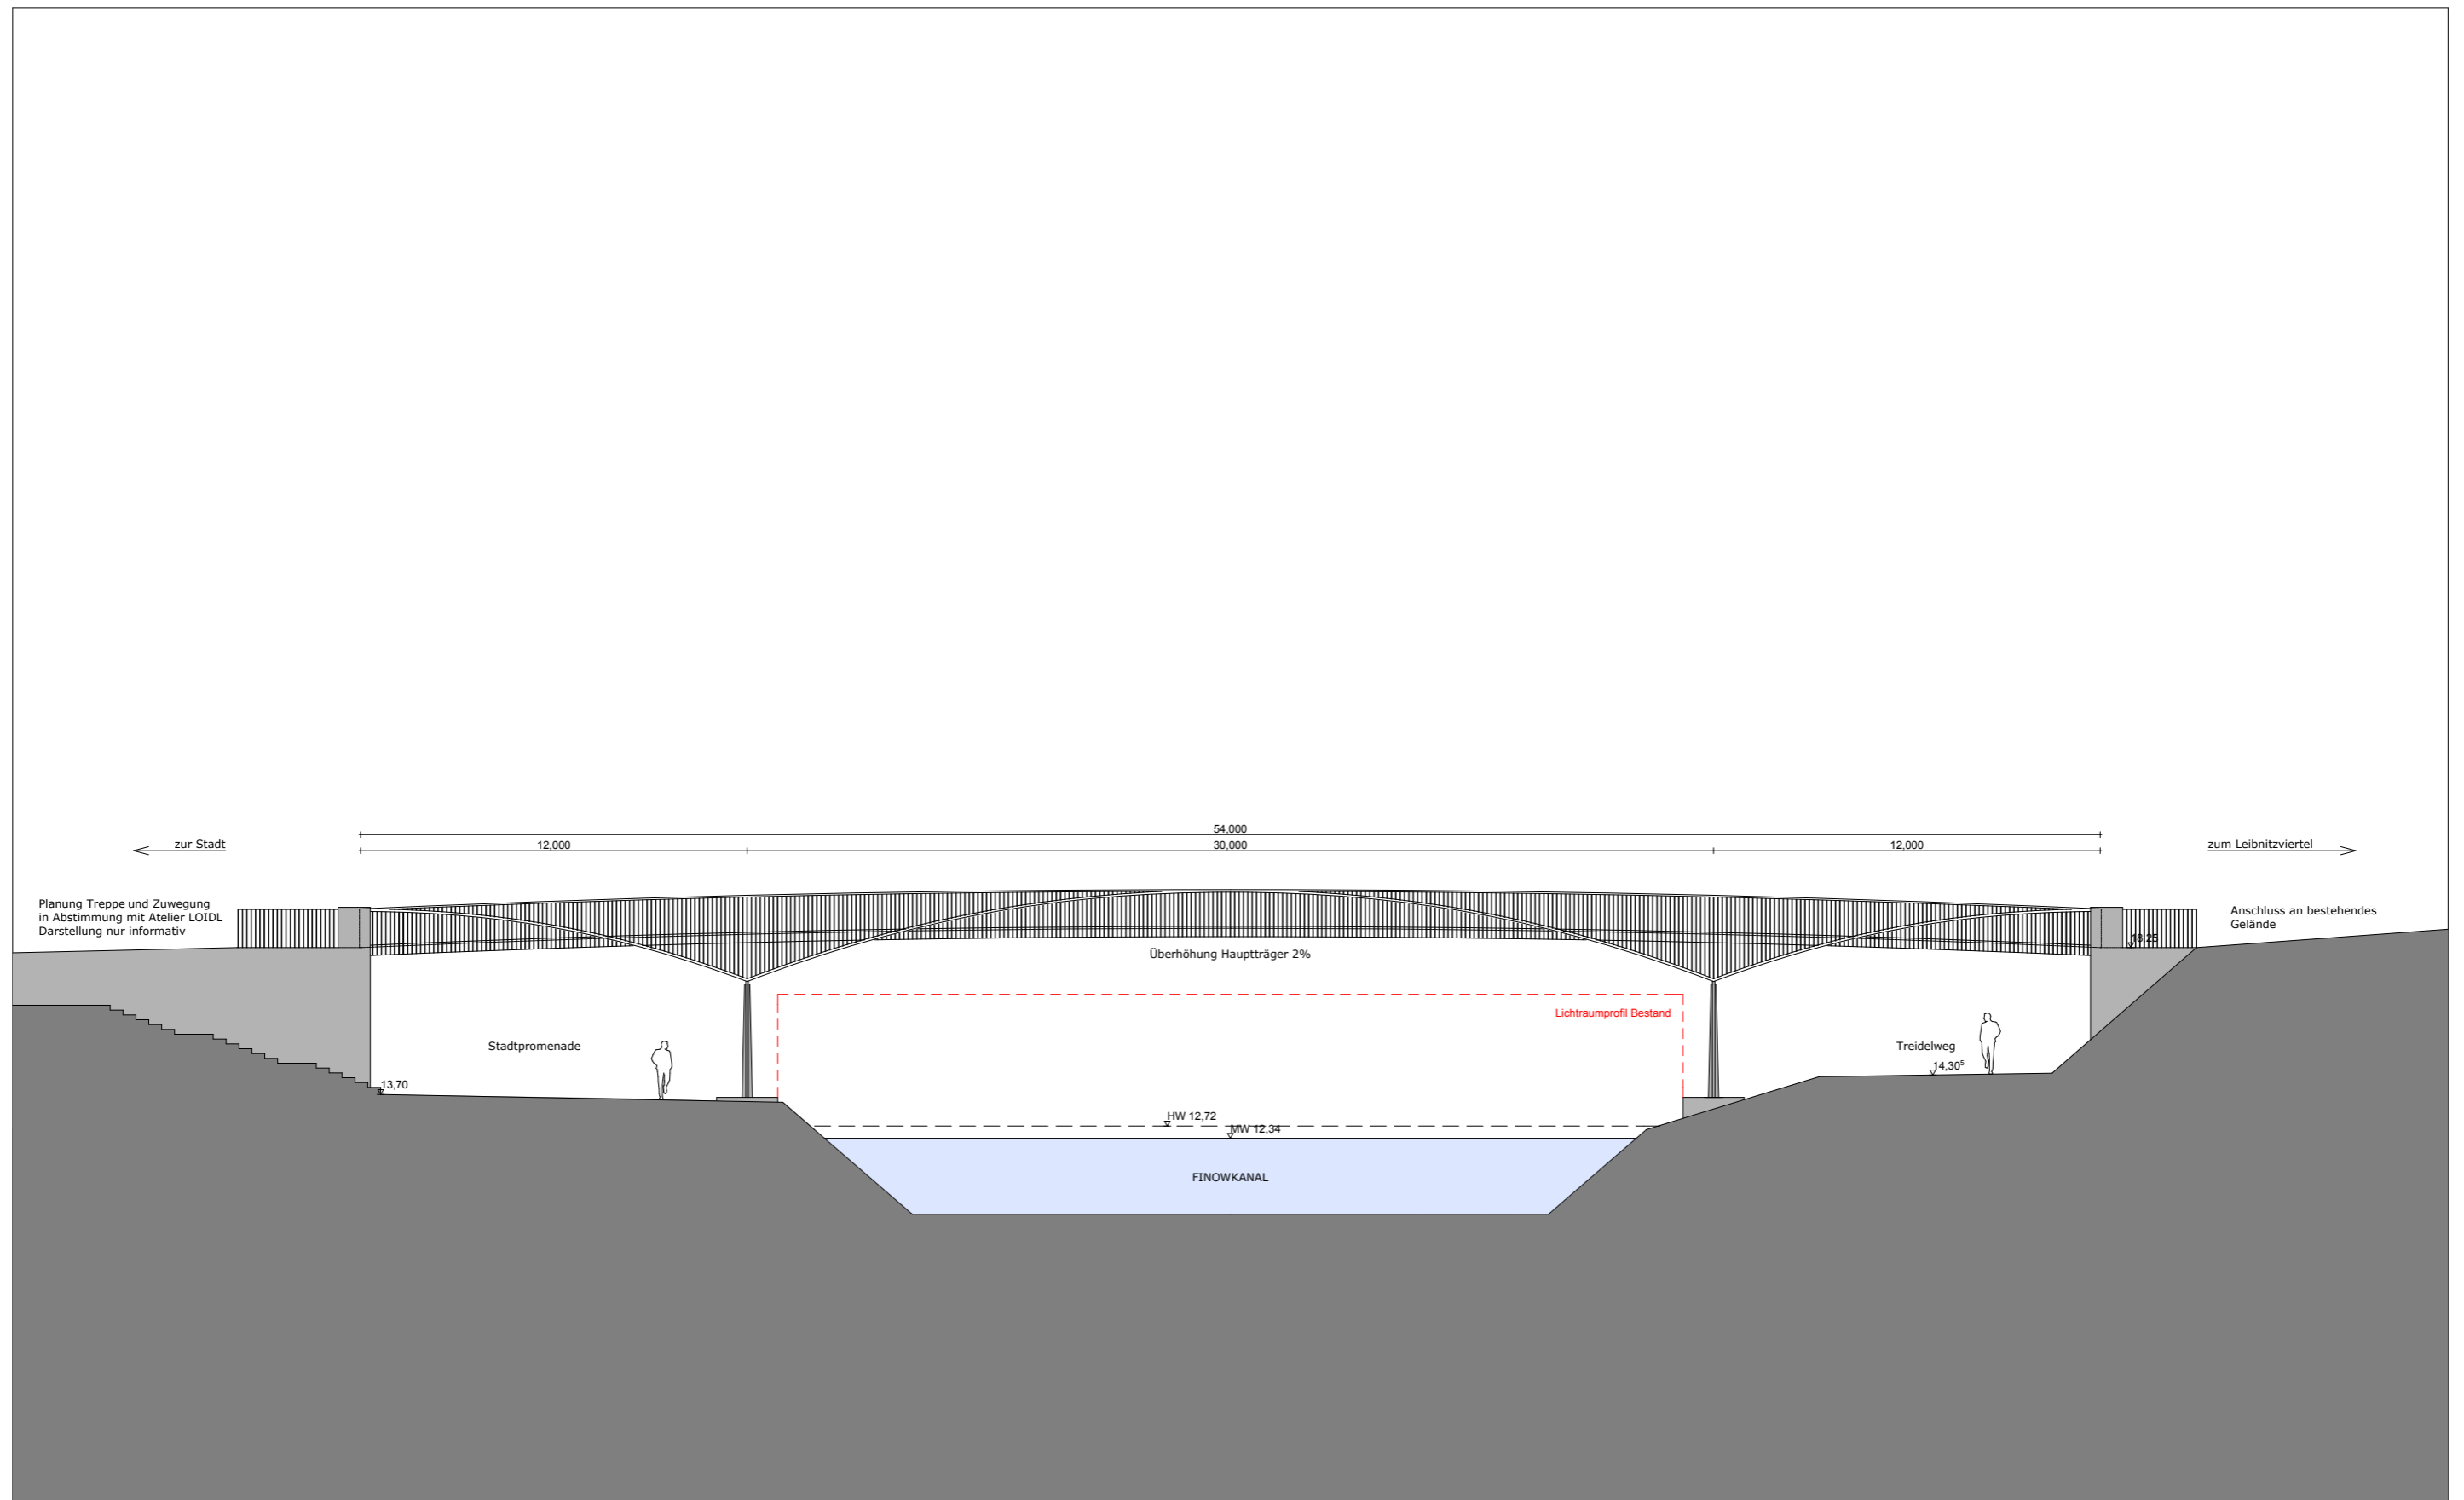 54,000
zur Stadt
12,000
30,000
12,000
zum Leibnitzviertel
Planung Treppe und Zuwegung
in Abstimmung mit Atelier LOIDL
Darstellung nur informativ
Anschluss an bestehendes
Gelände
18,25
Überhöhung Hauptträger 2%
Lichtraumprofil Bestand
Stadtpromenade
Treidelweg
14,30⁵
13,70
HW 12,72
MW 12,34
FINOWKANAL